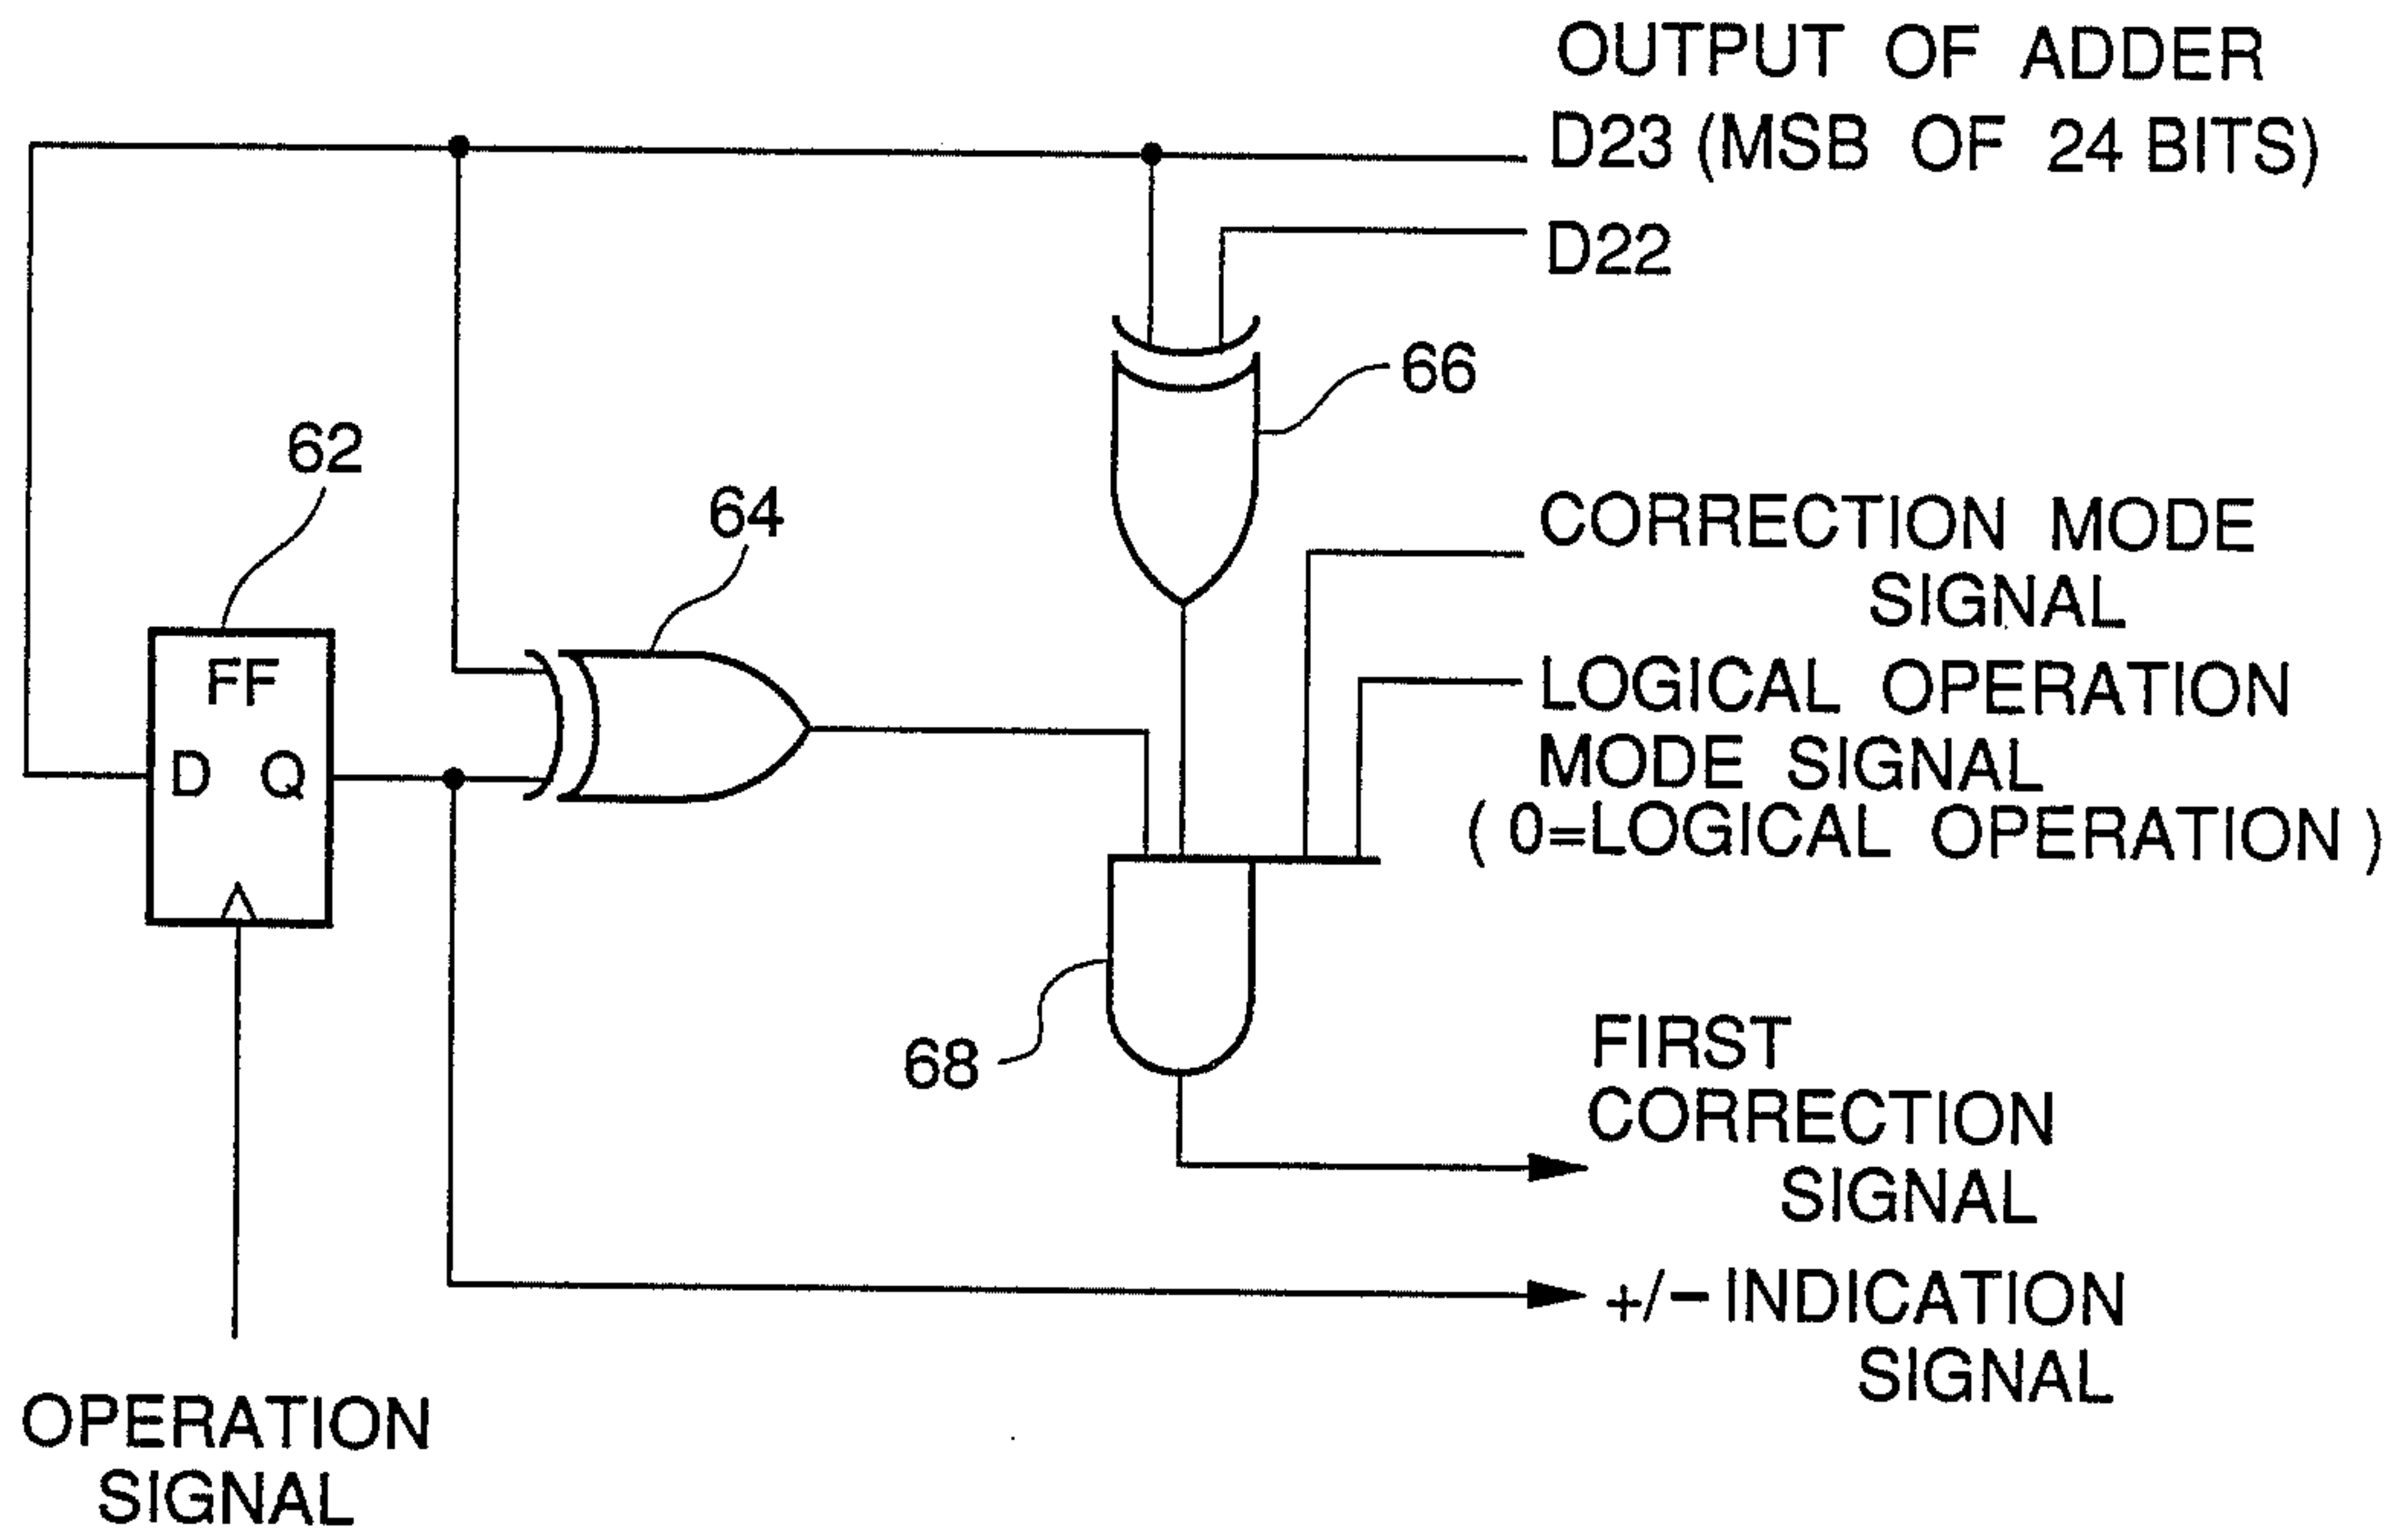 OUTPUT OF ADDER
D23 (MSB OF 24 BITS)
D22
66
62
64
CORRECTION MODE
SIGNAL
LOGICAL OPERATION
MODE SIGNAL
( 0=LOGICAL OPERATION )
FF
D Q
68
FIRST
CORRECTION
SIGNAL
+/− INDICATION
SIGNAL
OPERATION
SIGNAL